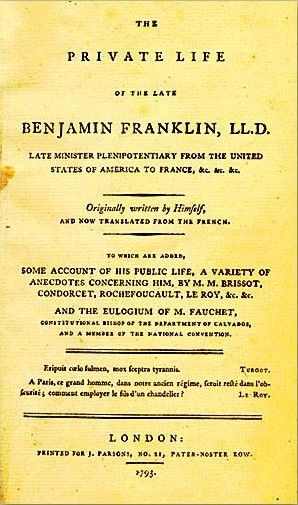 THE
PRIVATE LIFE
OF THE LATE
BENJAMIN FRANKLIN, LL.D.
LATE MINISTER PLENIPOTENTIARY FROM THE UNITED
STATES OF AMERICA TO FRANCE, &c. &c. &c.
Originally written by Himſelf,
AND NOW TRANSLATED FROM THE FRENCH.
TO WHICH ARE ADDED,
SOME ACCOUNT OF HIS PUBLIC LIFE, A VARIETY OF
ANECDOTES CONCERNING HIM, BY M. M. BRISSOT,
CONDORCET, ROCHEFOUCAULT, LE ROY, &c. &c.
AND THE EULOGIUM OF M. FAUCHET,
CONSTITUTIONAL BISHOP OF THE DEPARTMENT OF CALVADOS,
AND A MEMBER OF THE NATIONAL CONVENTION.
Eripuit cælo fulmen, mox ſceptra tyrannis. TURGOT.
A Paris, ce grand homme, dans notre ancien régime, ſeroit reſté dans l'ob-
ſcurité; comment employer le fils d'un chandelier? LE ROY.
LONDON:
PRINTED FOR J. PARSONS, NO. 21, PATER-NOSTER ROW.
1793.